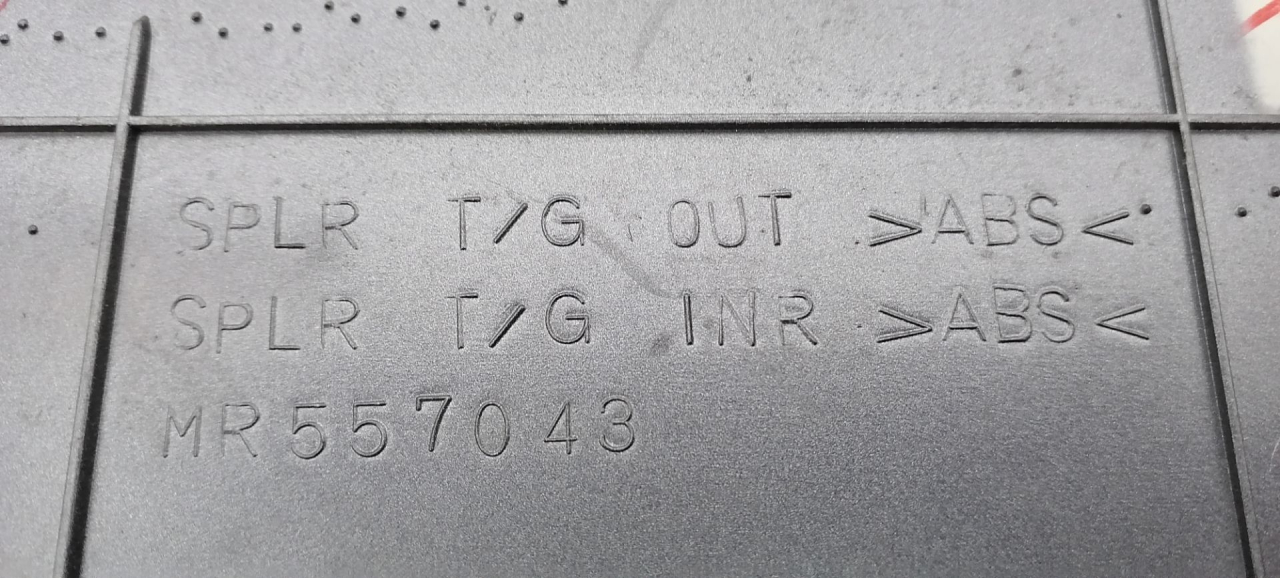 SPLR T/G OUT >ABS<
SPLR T/G INR >ABS<
MR557043